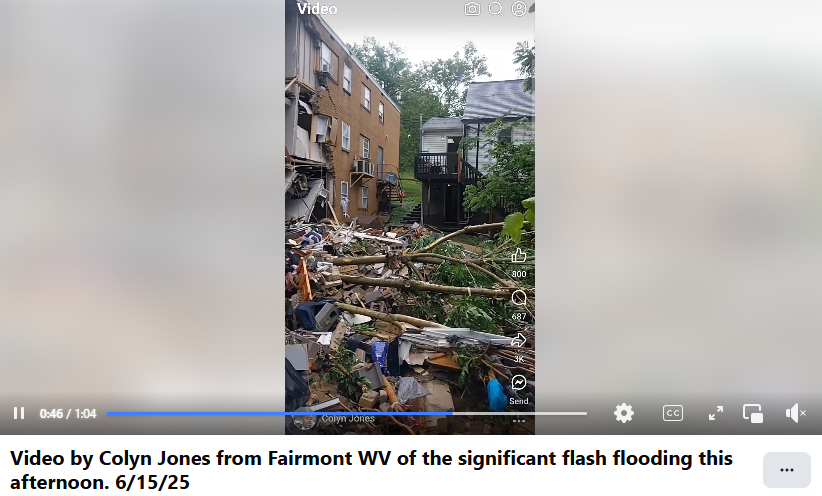 Video
800
687
3K
Send
Colyn Jones
0:46 / 1:04
CC
Video by Colyn Jones from Fairmont WV of the significant flash flooding this
afternoon. 6/15/25